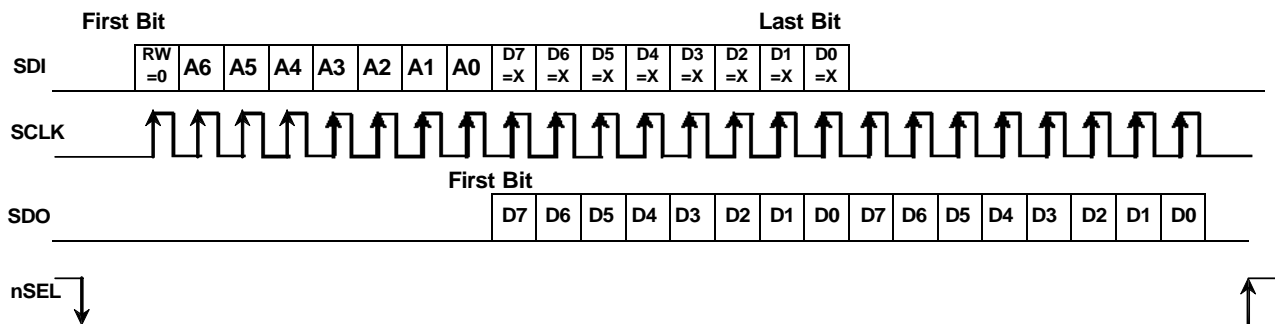 First Bit Last Bit
SDI RW =0 A6 A5 A4 A3 A2 A1 A0 D7 =X D6 =X D5 =X D4 =X D3 =X D2 =X D1 =X D0 =X
SCLK
First Bit
SDO D7 D6 D5 D4 D3 D2 D1 D0 D7 D6 D5 D4 D3 D2 D1 D0
nSEL